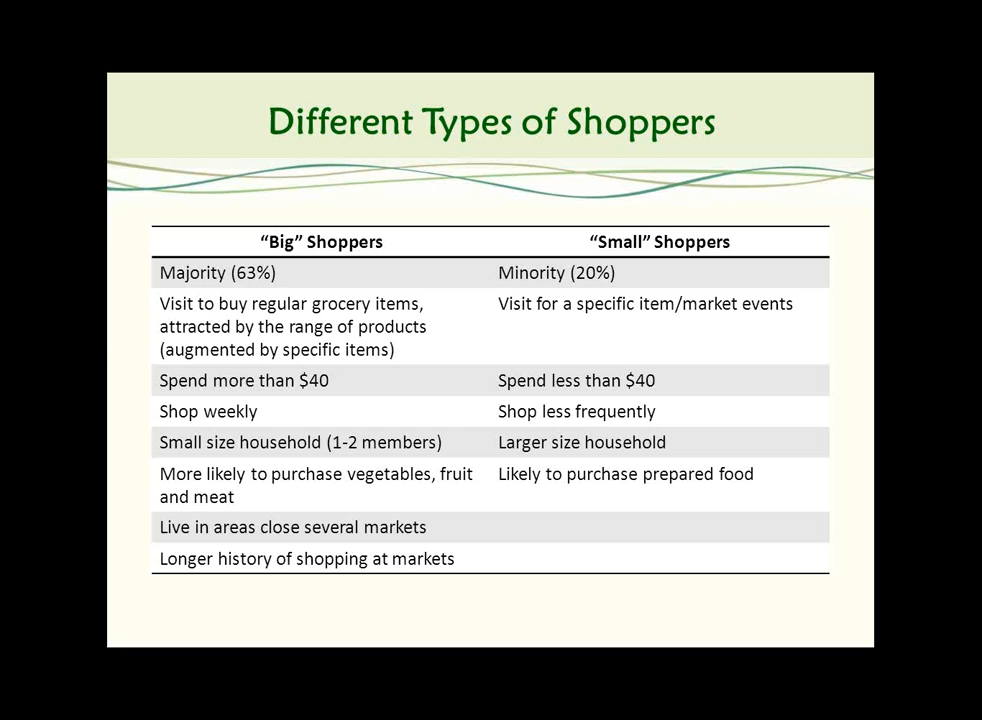 Different Types of Shoppers
“Big” Shoppers
“Small” Shoppers
Majority (63%)
Minority (20%)
Visit to buy regular grocery items,
attracted by the range of products
(augmented by specific items)
Visit for a specific item/market events
Spend more than $40
Spend less than $40
Shop weekly
Shop less frequently
Small size household (1-2 members)
Larger size household
More likely to purchase vegetables, fruit
and meat
Likely to purchase prepared food
Live in areas close several markets
Longer history of shopping at markets